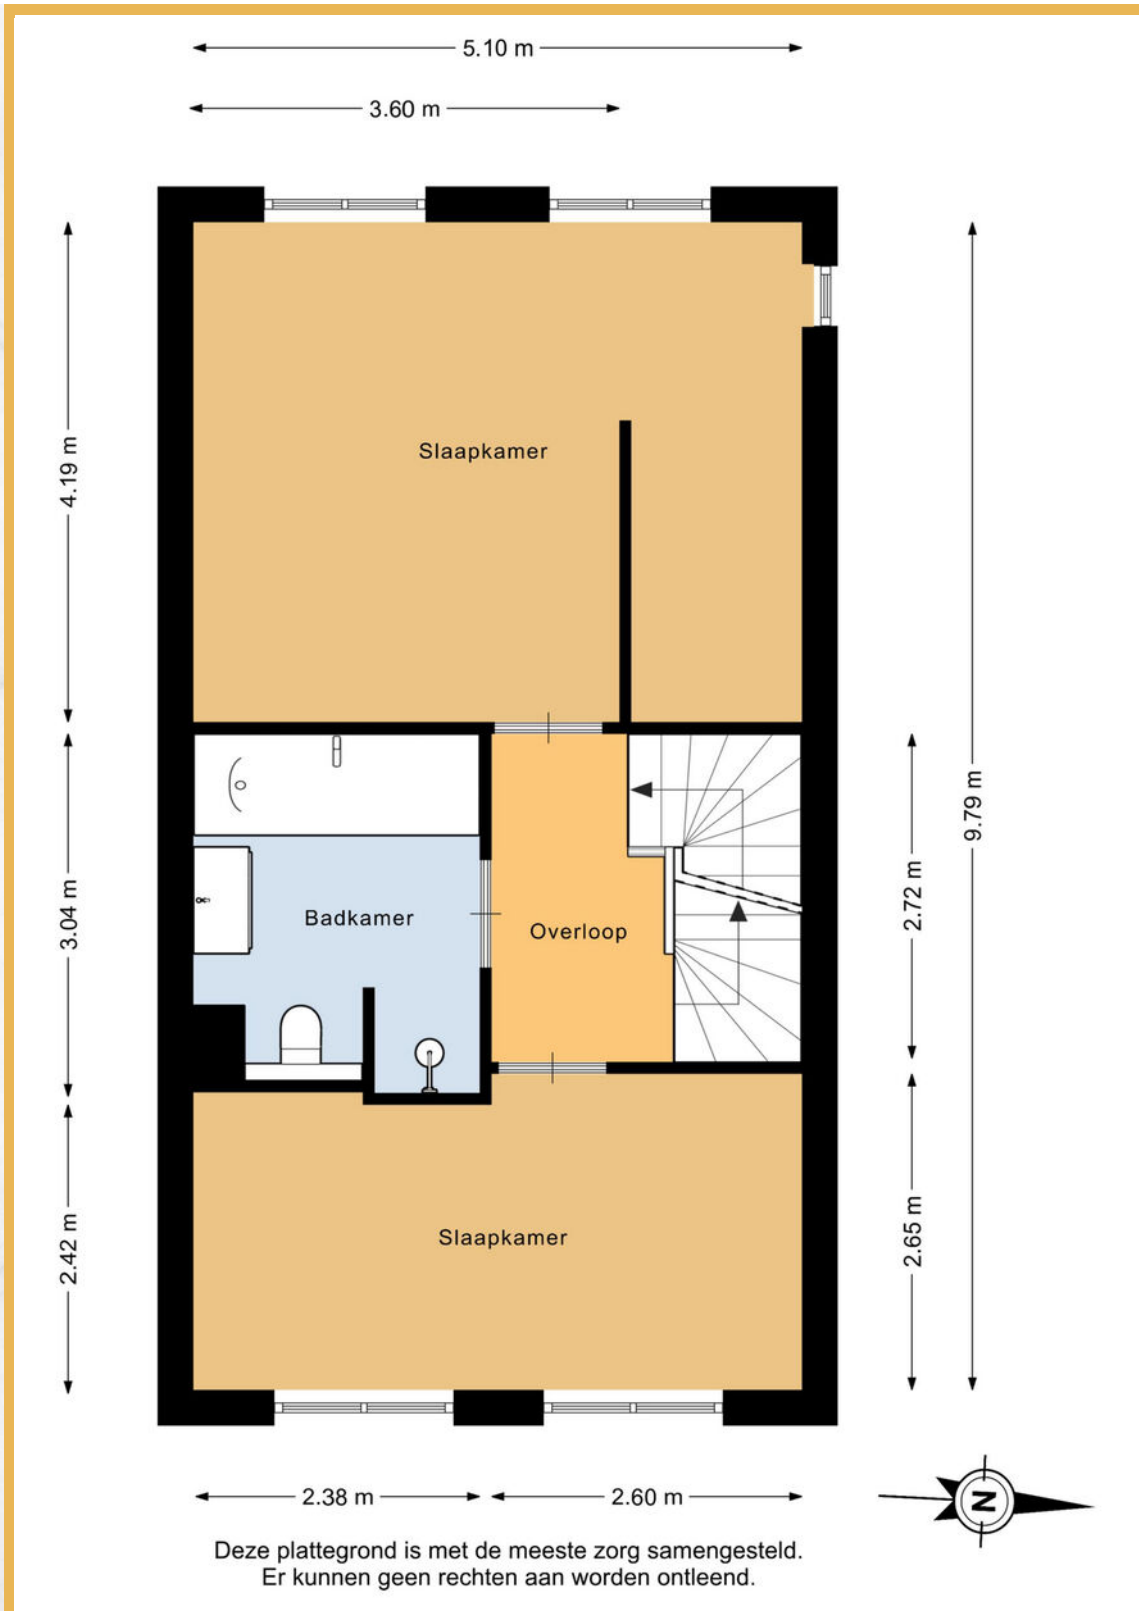 5.10 m
3.60 m
4.19 m
Slaapkamer
9.79 m
3.04 m
Badkamer
Overloop
2.72 m
2.42 m
Slaapkamer
2.65 m
2.38 m
2.60 m
N
Deze plattegrond is met de meeste zorg samengesteld.
Er kunnen geen rechten aan worden ontleend.